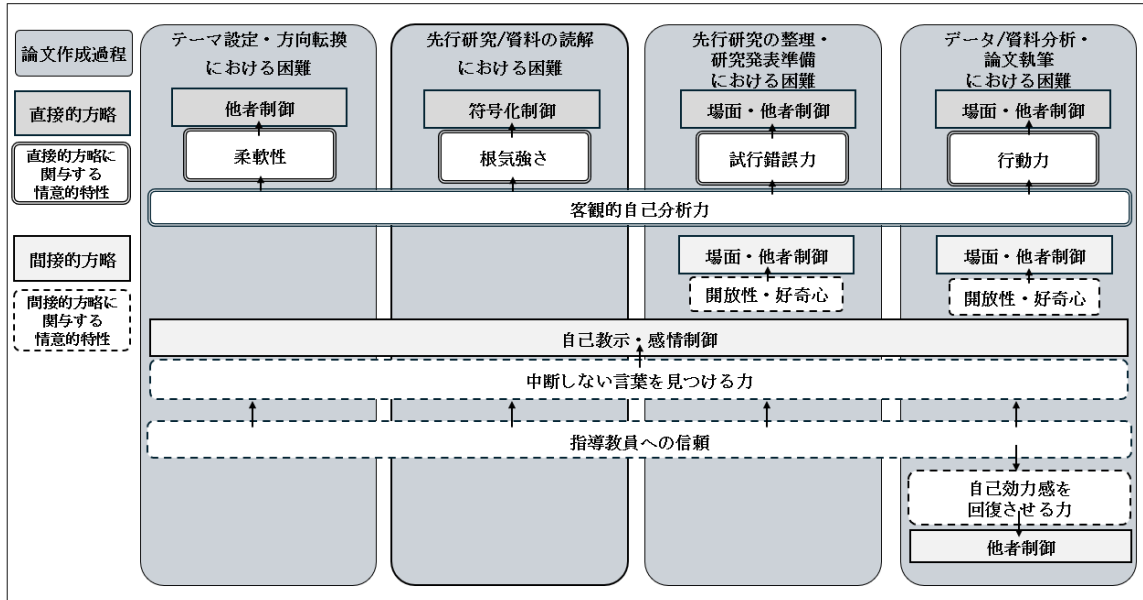 論文作成過程
テーマ設定・方向転換
における困難
先行研究/資料の読解
における困難
先行研究の整理・
研究発表準備
における困難
データ/資料分析・
論文執筆
における困難
直接的方略
他者制御
符号化制御
場面・他者制御
場面・他者制御
直接的方略に
関与する
情意的特性
柔軟性
根気強さ
試行錯誤力
行動力
客観的自己分析力
間接的方略
場面・他者制御
場面・他者制御
間接的方略に
関与する
情意的特性
開放性・好奇心
開放性・好奇心
自己教示・感情制御
中断しない言葉を見つける力
指導教員への信頼
自己効力感を
回復させる力
他者制御